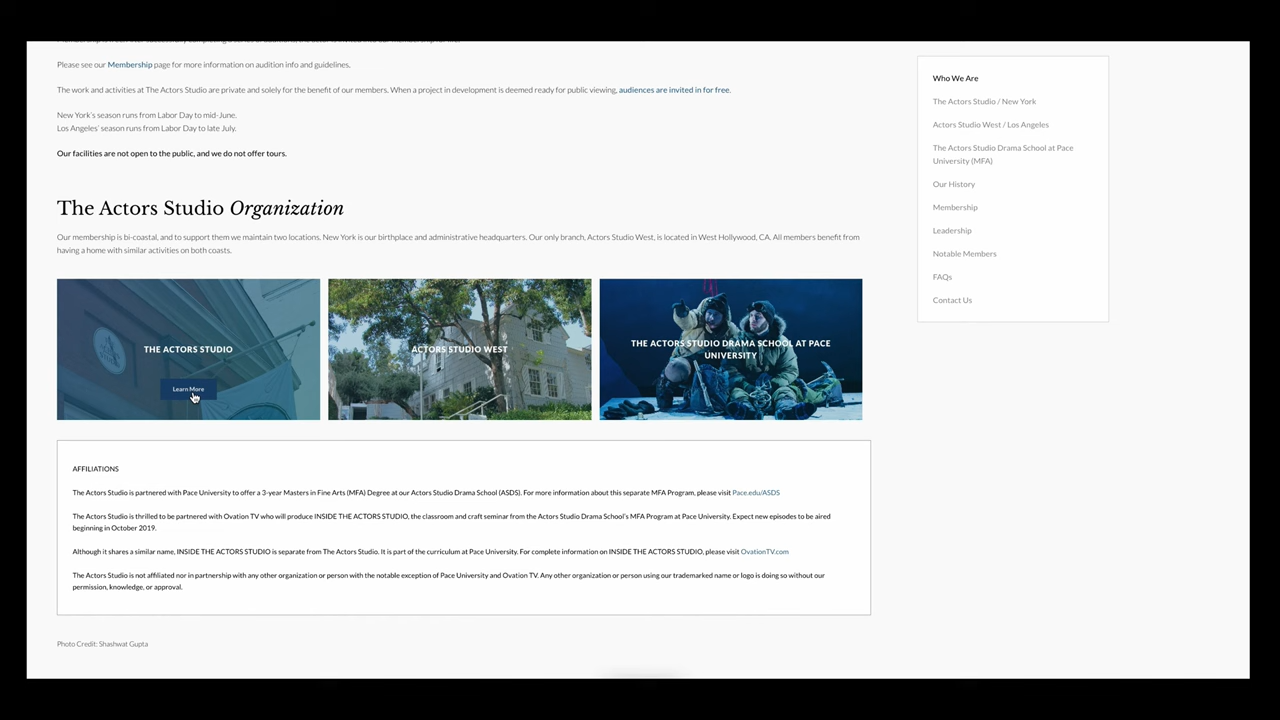 Please see our Membership page for more information on audition info and guidelines.
The work and activities at The Actors Studio are private and solely for the benefit of our members. When a project in development is deemed ready for public viewing, audiences are invited in for free.
New York's season runs from Labor Day to mid-June.
Los Angeles' season runs from Labor Day to late July.
Our facilities are not open to the public, and we do not offer tours.
The Actors Studio Organization
Our membership is bi-coastal, and to support them we maintain two locations. New York is our birthplace and administrative headquarters. Our only branch, Actors Studio West, is located in West Hollywood, CA. All members benefit from
having a home with similar activities on both coasts.
THE ACTORS STUDIO
Learn More
ACTORS STUDIO WEST
THE ACTORS STUDIO DRAMA SCHOOL AT PACE
UNIVERSITY
AFFILIATIONS
The Actors Studio is partnered with Pace University to offer a 3-year Masters in Fine Arts (MFA) Degree at our Actors Studio Drama School (ASDS). For more information about this separate MFA Program, please visit Pace.edu/ASDS
The Actors Studio is thrilled to be partnered with Ovation TV who will produce INSIDE THE ACTORS STUDIO, the classroom and craft seminar from the Actors Studio Drama School's MFA Program at Pace University. Expect new episodes to be aired
beginning in October 2019.
Although it shares a similar name, INSIDE THE ACTORS STUDIO is separate from The Actors Studio. It is part of the curriculum at Pace University. For complete information on INSIDE THE ACTORS STUDIO, please visit OvationTV.com
The Actors Studio is not affiliated nor in partnership with any other organization or person with the notable exception of Pace University and Ovation TV. Any other organization or person using our trademarked name or logo is doing so without our
permission, knowledge, or approval.
Photo Credit: Shashwat Gupta
Who We Are
The Actors Studio / New York
Actors Studio West / Los Angeles
The Actors Studio Drama School at Pace
University (MFA)
Our History
Membership
Leadership
Notable Members
FAQs
Contact Us